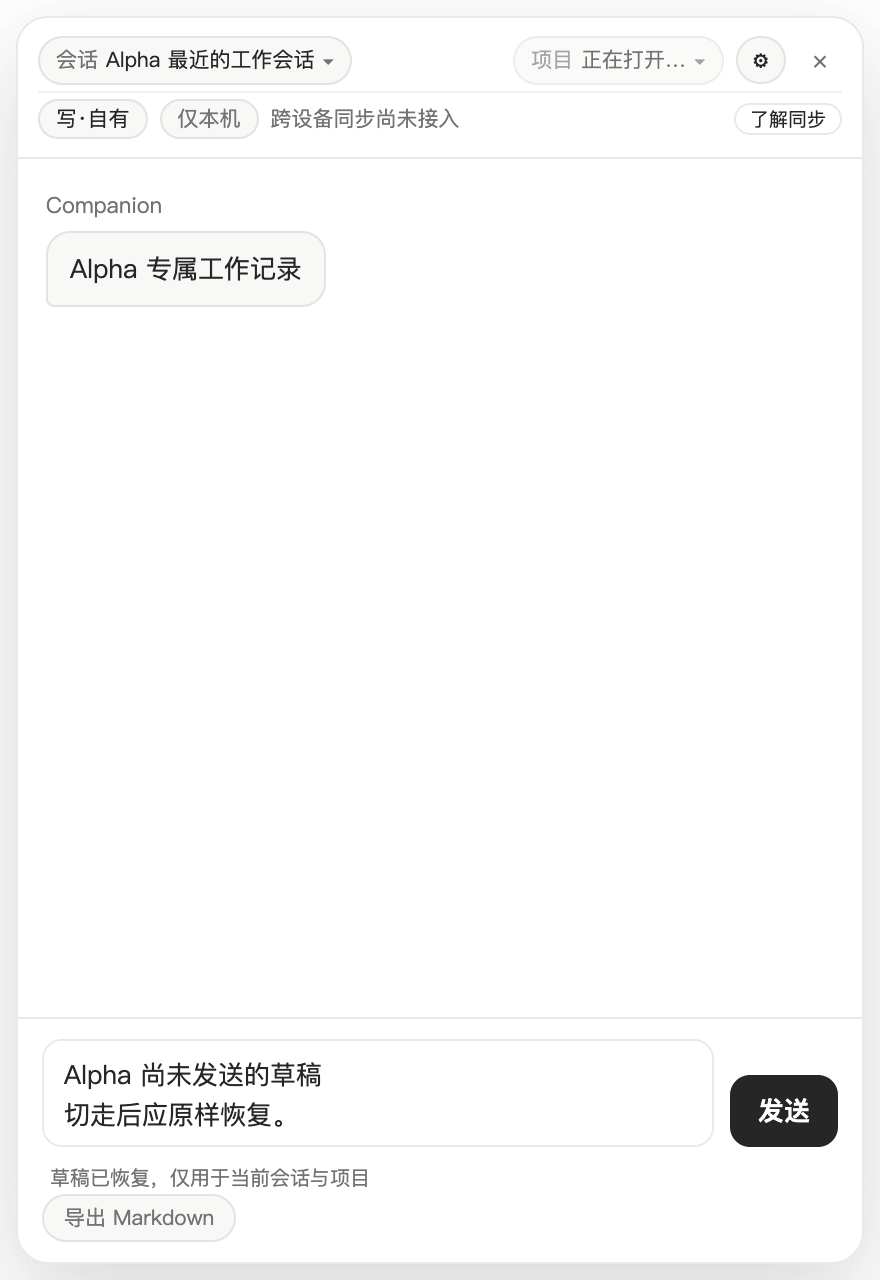 会话 Alpha 最近的工作会话
项目 正在打开…
写·自有 仅本机 跨设备同步尚未接入 了解同步
Companion
Alpha 专属工作记录
Alpha 尚未发送的草稿
切走后应原样恢复。
发送
草稿已恢复，仅用于当前会话与项目
导出 Markdown